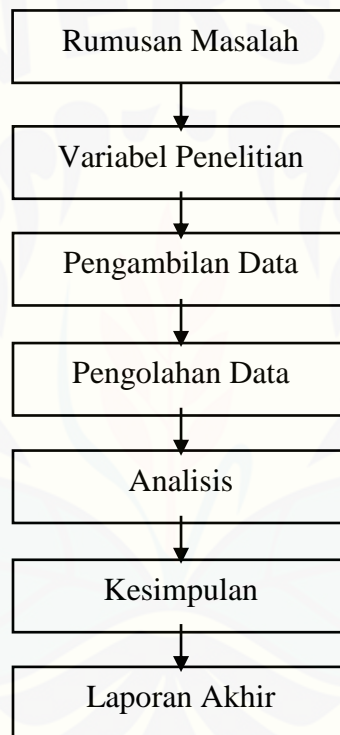 Rumusan Masalah
Variabel Penelitian
Pengambilan Data
Pengolahan Data
Analisis
Kesimpulan
Laporan Akhir